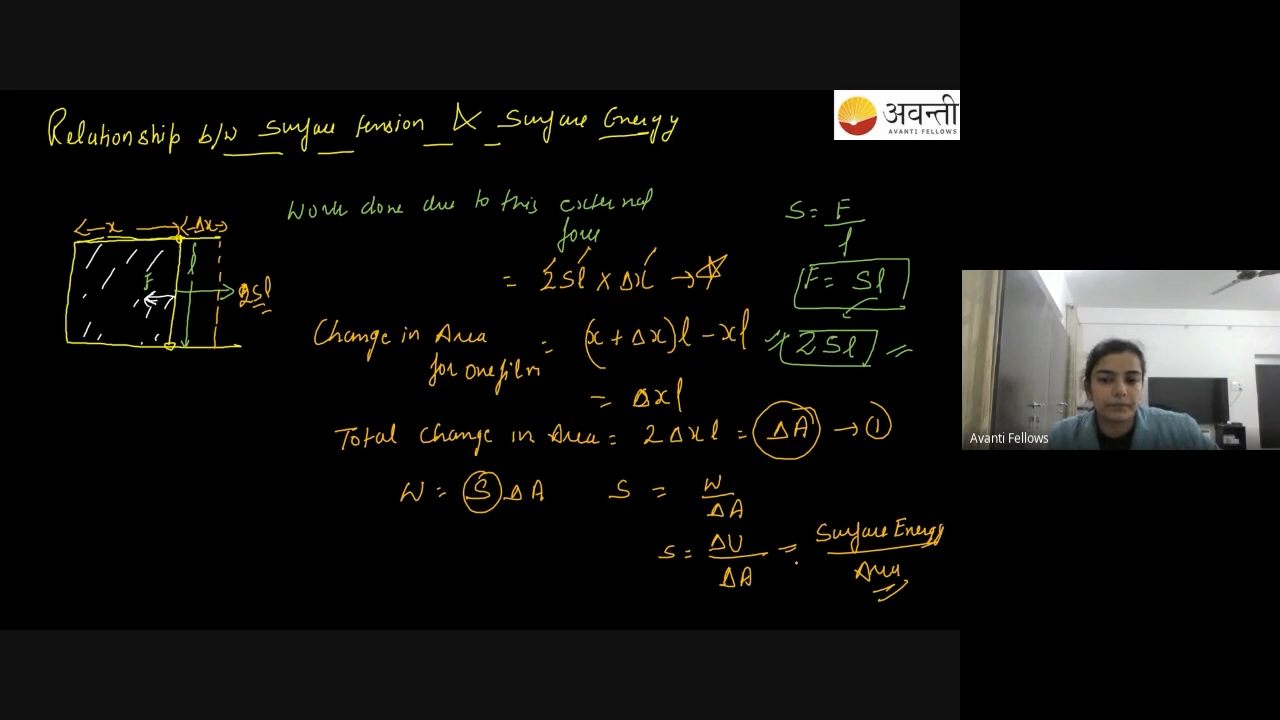 Relationship b/w Surface tension & Surface Energy
अवन्ती
AVANTI FELLOWS
x Δx
l
F
2Sl
Work done due to this external
force
= 2Sl × Δx →
S = F
l
F = Sl
2Sl
Change in Area
for one film
= (x + Δx)l - xl
= Δxl
Total Change in Area = 2Δxl = ΔA → 1
W = S ΔA
S = W
ΔA
S = ΔU = Surface Energy
ΔA Area
Avanti Fellows